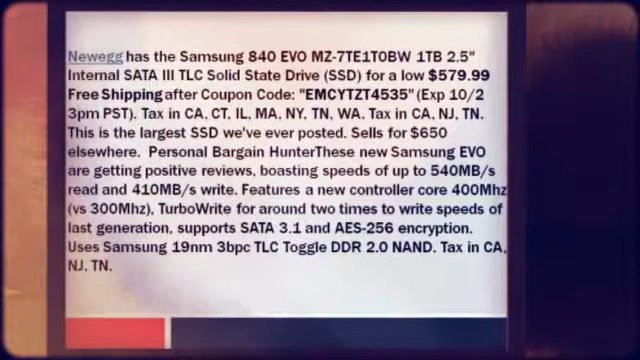 Newegg has the Samsung 840 EVO MZ-7TE1T0BW 1TB 2.5"
Internal SATA III TLC Solid State Drive (SSD) for a low $579.99
Free Shipping after Coupon Code: "EMCYTZT4535" (Exp 10/2
3pm PST). Tax in CA, CT, IL, MA, NY, TN, WA. Tax in CA, NJ, TN.
This is the largest SSD we've ever posted. Sells for $650
elsewhere.  Personal Bargain HunterThese new Samsung EVO
are getting positive reviews, boasting speeds of up to 540MB/s
read and 410MB/s write. Features a new controller core 400Mhz
(vs 300Mhz), TurboWrite for around two times to write speeds of
last generation, supports SATA 3.1 and AES-256 encryption.
Uses Samsung 19nm 3bpc TLC Toggle DDR 2.0 NAND. Tax in CA,
NJ, TN.